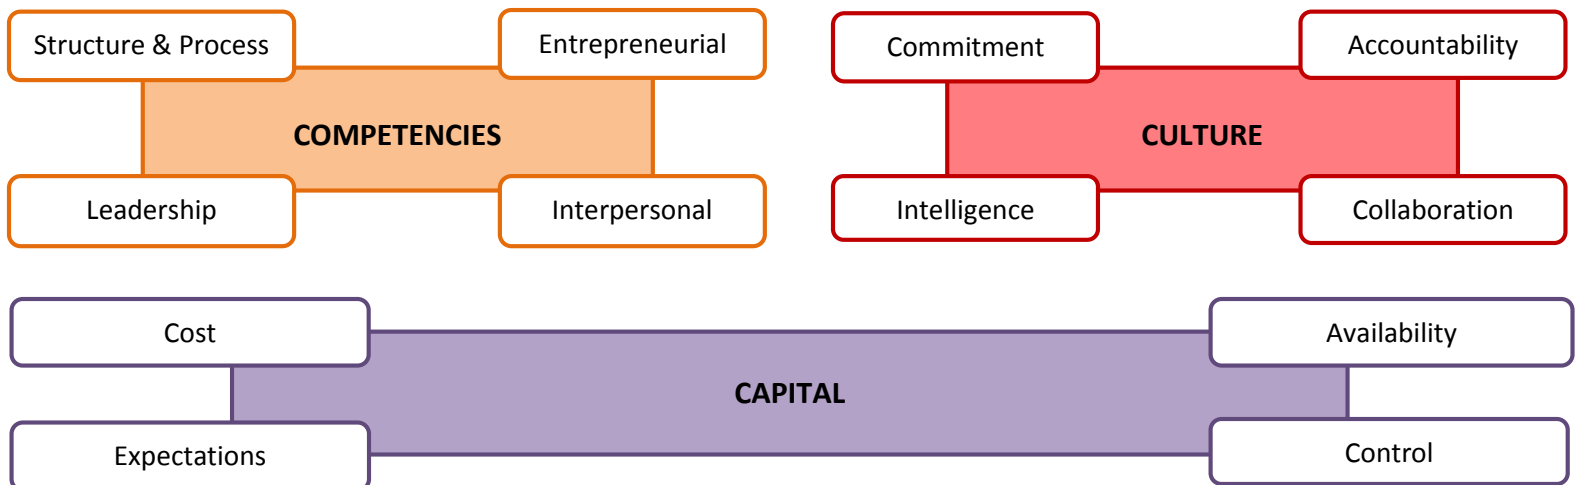 Structure & Process
Entrepreneurial
COMPETENCIES
Leadership
Interpersonal
Commitment
Accountability
CULTURE
Intelligence
Collaboration
Cost
Availability
CAPITAL
Expectations
Control